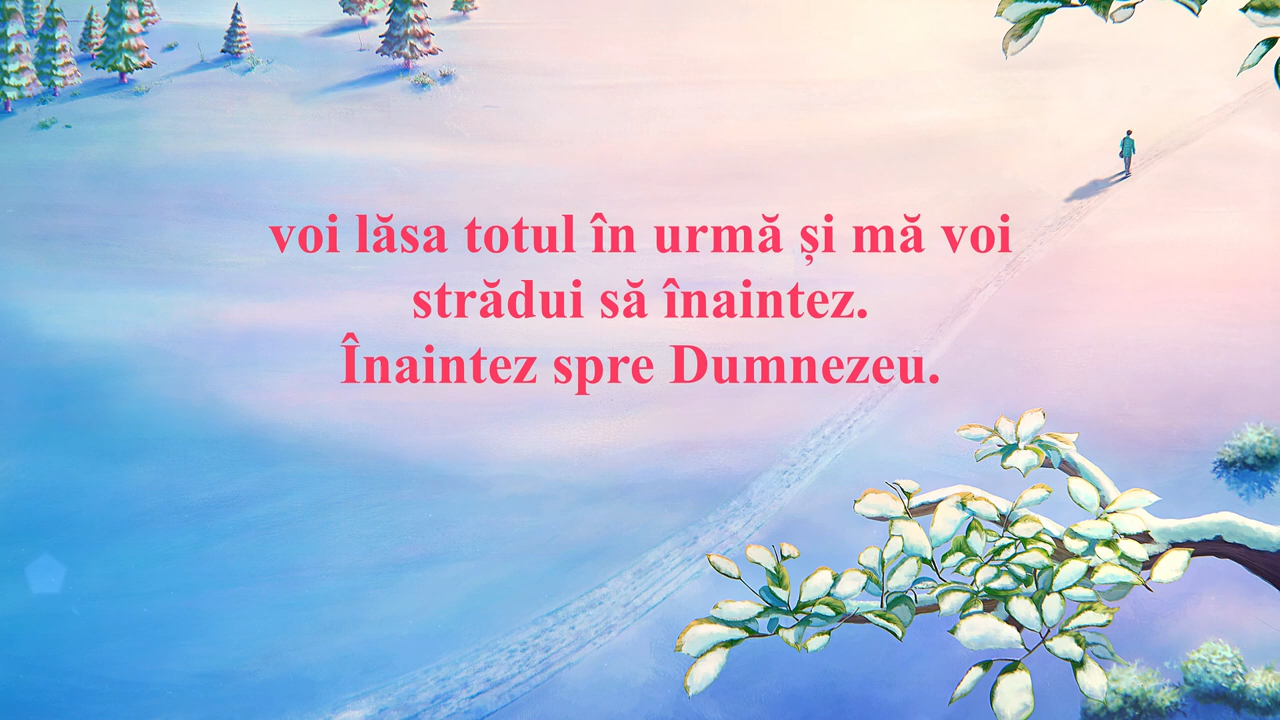 voi lăsa totul în urmă și mă voi
strădui să înaintez.
Înaintez spre Dumnezeu.